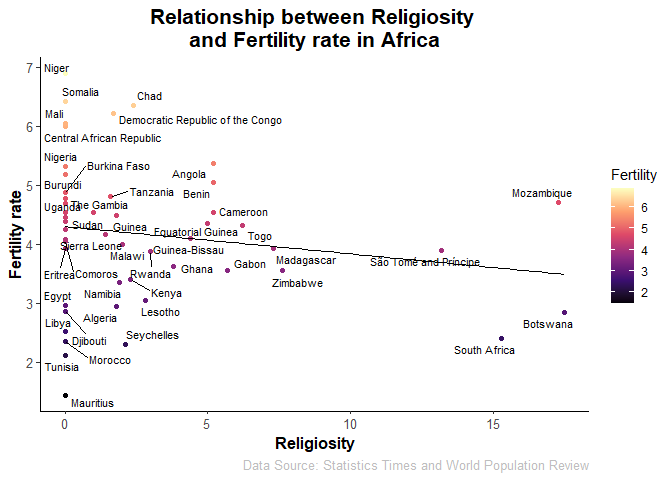 Relationship between Religiosity
and Fertility rate in Africa
7
Niger
Somalia
Chad
Mali
Democratic Republic of the Congo
6
Central African Republic
Nigeria
Burkina Faso
Angola
5
Burundi
Tanzania
Benin
Mozambique
Uganda
The Gambia
Cameroon
Sudan
Guinea
Equatorial Guinea
Togo
4
Sierra Leone
Malawi
Guinea-Bissau
Madagascar
São Tomé and Príncipe
Eritrea
Comoros
Rwanda
Ghana
Gabon
Zimbabwe
Egypt
Namibia
Kenya
3
Lesotho
Libya
Algeria
Botswana
Djibouti
Seychelles
South Africa
Morocco
2
Tunisia
Mauritius
Fertility rate
0
5
10
15
Religiosity
Fertility
6
5
4
3
2
Data Source: Statistics Times and World Population Review